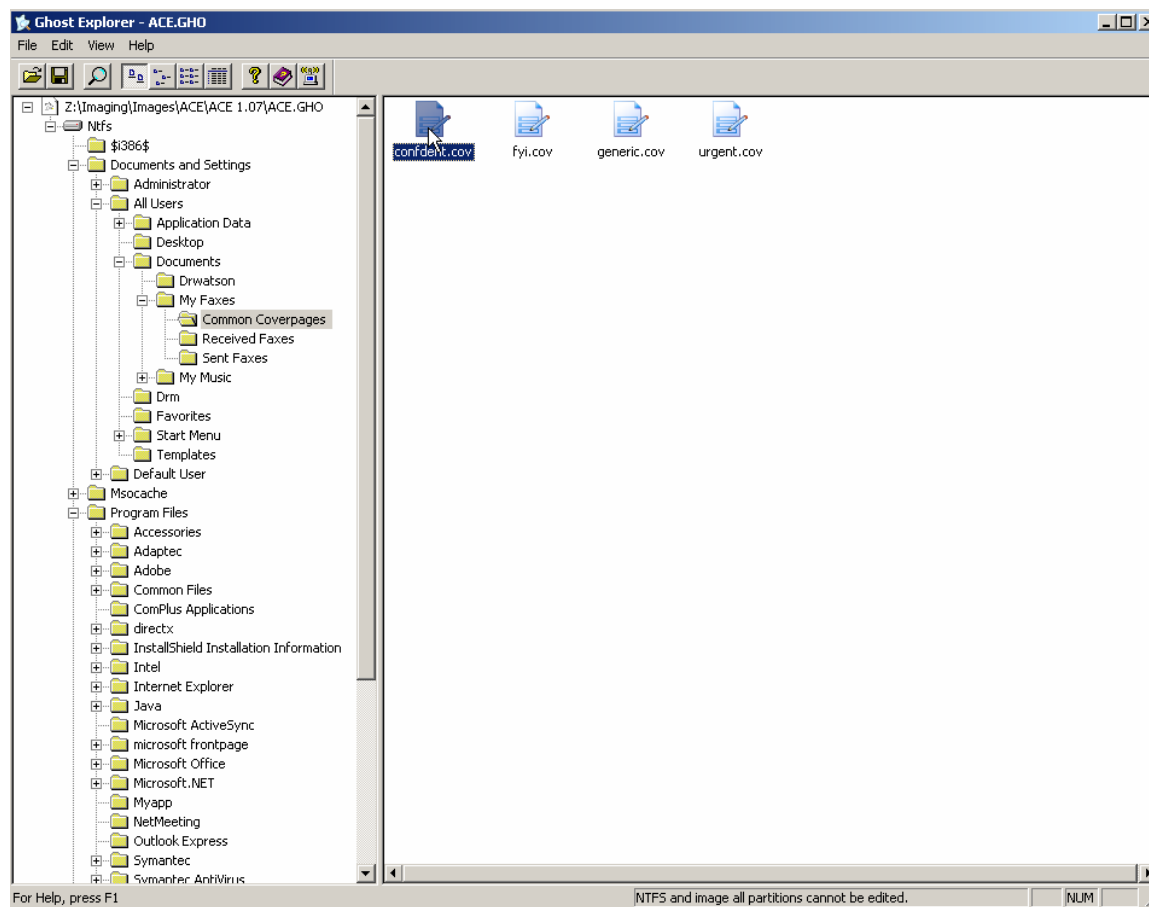 Ghost Explorer - ACE.GHO
File Edit View Help
Z:\Imaging\Images\ACE\ACE 1.07\ACE.GHO
Ntfs
$i386$
Documents and Settings
Administrator
All Users
Application Data
Desktop
Documents
Drwatson
My Faxes
Common Coverpages
Received Faxes
Sent Faxes
My Music
Drm
Favorites
Start Menu
Templates
Default User
Msocache
Program Files
Accessories
Adaptec
Adobe
Common Files
ComPlus Applications
directx
InstallShield Installation Information
Intel
Internet Explorer
Java
Microsoft ActiveSync
microsoft frontpage
Microsoft Office
Microsoft.NET
Myapp
NetMeeting
Outlook Express
Symantec
Symantec AntiVirus
confdent.cov fyi.cov generic.cov urgent.cov
For Help, press F1 NTFS and image all partitions cannot be edited. NUM